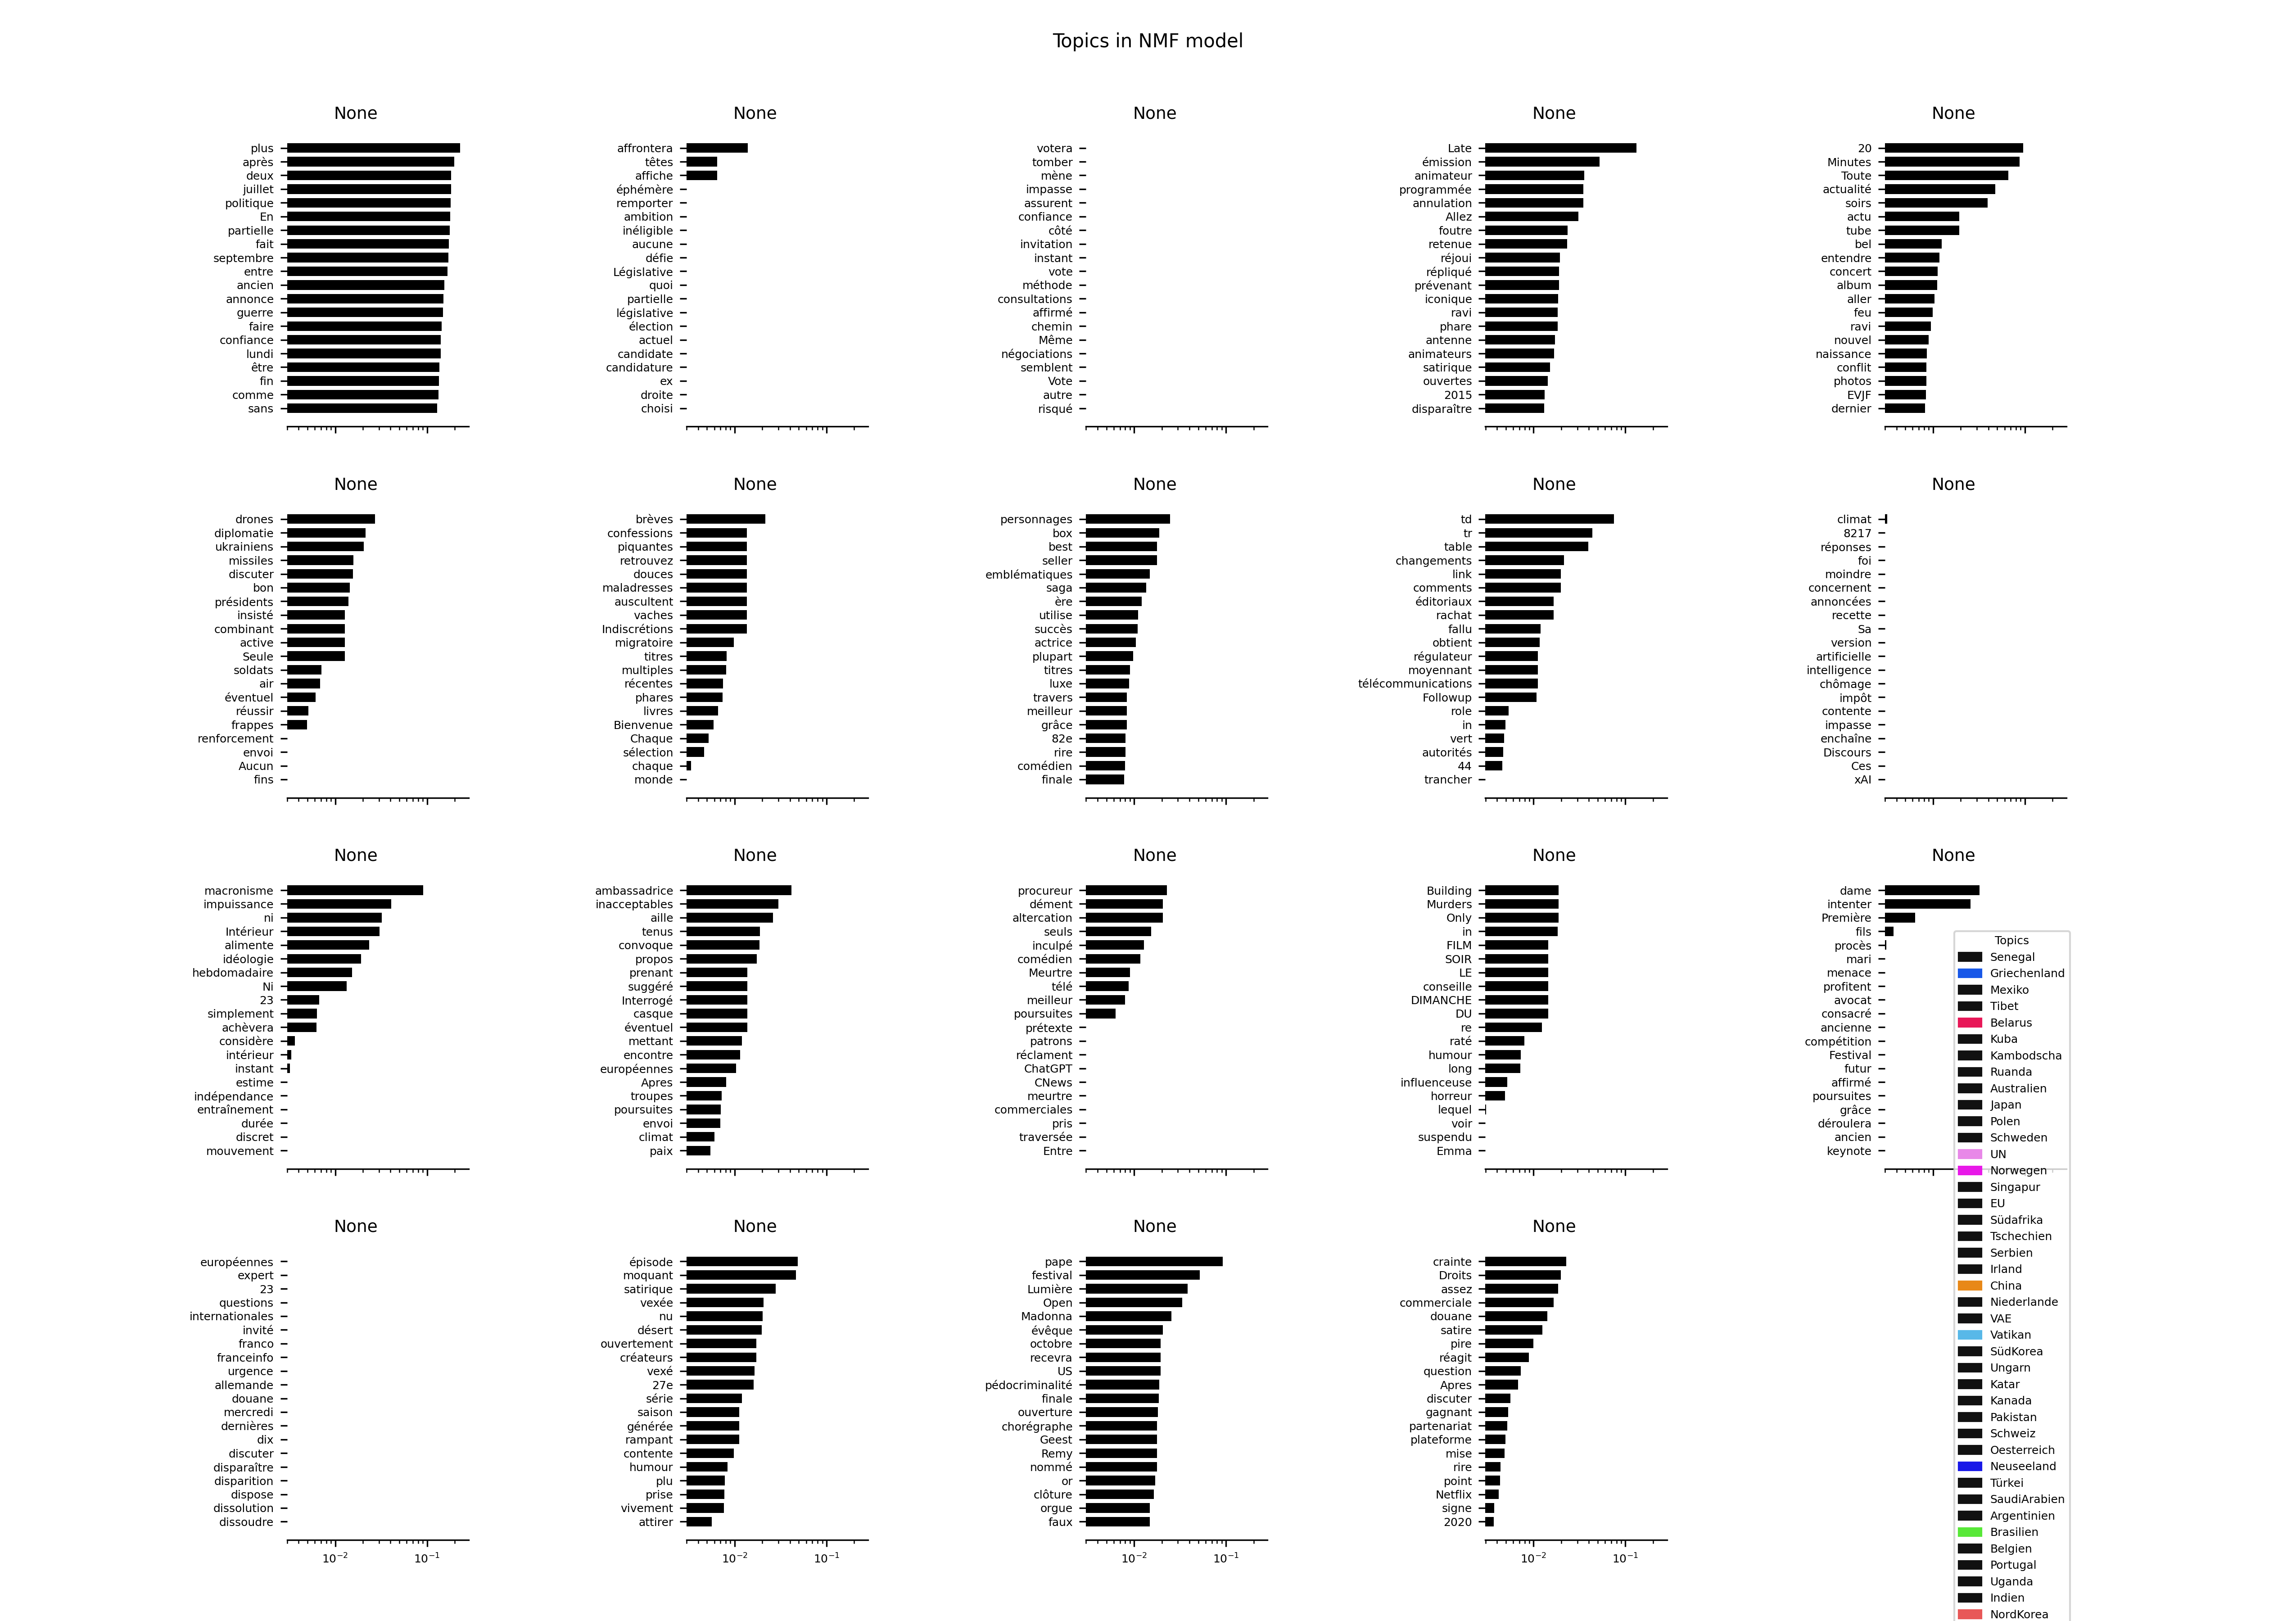 Topics in NMF model
None
plus
après
deux
juillet
politique
En
partielle
fait
septembre
entre
ancien
annonce
guerre
faire
confiance
lundi
être
fin
comme
sans
None
affrontera
têtes
affiche
éphémère
remporter
ambition
inéligible
aucune
défie
Législative
quoi
partielle
législative
élection
actuel
candidate
candidature
ex
droite
choisi
None
votera
tomber
mène
impasse
assurent
confiance
côté
invitation
instant
vote
méthode
consultations
affirmé
chemin
Même
négociations
semblent
Vote
autre
risqué
None
Late
émission
animateur
programmée
annulation
Allez
foutre
retenue
réjoui
répliqué
prévenant
iconique
ravi
phare
antenne
animateurs
satirique
ouvertes
2015
disparaître
None
20
Minutes
Toute
actualité
soirs
actu
tube
bel
entendre
concert
album
aller
feu
ravi
nouvel
naissance
conflit
photos
EVJF
dernier
None
drones
diplomatie
ukrainiens
missiles
discuter
bon
présidents
insisté
combinant
active
Seule
soldats
air
éventuel
réussir
frappes
renforcement
envoi
Aucun
fins
None
brèves
confessions
piquantes
retrouvez
douces
maladresses
auscultent
vaches
Indiscrétions
migratoire
titres
multiples
récentes
phares
livres
Bienvenue
Chaque
sélection
chaque
monde
None
personnages
box
best
seller
emblématiques
saga
ère
utilise
succès
actrice
plupart
titres
luxe
travers
meilleur
grâce
82e
rire
comédien
finale
None
td
tr
table
changements
link
comments
éditoriaux
rachat
fallu
obtient
régulateur
moyennant
télécommunications
Followup
role
in
vert
autorités
44
trancher
None
climat
8217
réponses
foi
moindre
concernent
annoncées
recette
Sa
version
artificielle
intelligence
chômage
impôt
contente
impasse
enchaîne
Discours
Ces
xAI
None
macronisme
impuissance
ni
Intérieur
alimente
idéologie
hebdomadaire
Ni
23
simplement
achèvera
considère
intérieur
instant
estime
indépendance
entraînement
durée
discret
mouvement
None
ambassadrice
inacceptables
aille
tenus
convoque
propos
prenant
suggéré
Interrogé
casque
éventuel
mettant
encontre
européennes
Apres
troupes
poursuites
envoi
climat
paix
None
procureur
dément
altercation
seuls
inculpé
comédien
Meurtre
télé
meilleur
poursuites
prétexte
patrons
réclament
ChatGPT
CNews
meurtre
commerciales
pris
traversée
Entre
None
Building
Murders
Only
in
FILM
SOIR
LE
conseille
DIMANCHE
DU
re
raté
humour
long
influenceuse
horreur
lequel
voir
suspendu
Emma
None
dame
intenter
Première
fils
procès
mari
menace
profitent
avocat
consacré
ancienne
compétition
Festival
futur
affirmé
poursuites
grâce
déroulera
ancien
keynote
None
européennes
expert
23
questions
internationales
invité
franco
franceinfo
urgence
allemande
douane
mercredi
dernières
dix
discuter
disparaître
disparition
dispose
dissolution
dissoudre
10⁻² 10⁻¹
None
épisode
moquant
satirique
vexée
nu
désert
ouvertement
créateurs
vexé
27e
série
saison
générée
rampant
contente
humour
plu
prise
vivement
attirer
10⁻² 10⁻¹
None
pape
festival
Lumière
Open
Madonna
évêque
octobre
recevra
US
pédocriminalité
finale
ouverture
chorégraphe
Geest
Remy
nommé
or
clôture
orgue
faux
10⁻² 10⁻¹
None
crainte
Droits
assez
commerciale
douane
satire
pire
réagit
question
Apres
discuter
gagnant
partenariat
plateforme
mise
rire
point
Netflix
signe
2020
10⁻² 10⁻¹
Topics
Senegal
Griechenland
Mexiko
Tibet
Belarus
Kuba
Kambodscha
Ruanda
Australien
Japan
Polen
Schweden
UN
Norwegen
Singapur
EU
Südafrika
Tschechien
Serbien
Irland
China
Niederlande
VAE
Vatikan
SüdKorea
Ungarn
Katar
Kanada
Pakistan
Schweiz
Oesterreich
Neuseeland
Türkei
SaudiArabien
Argentinien
Brasilien
Belgien
Portugal
Uganda
Indien
NordKorea